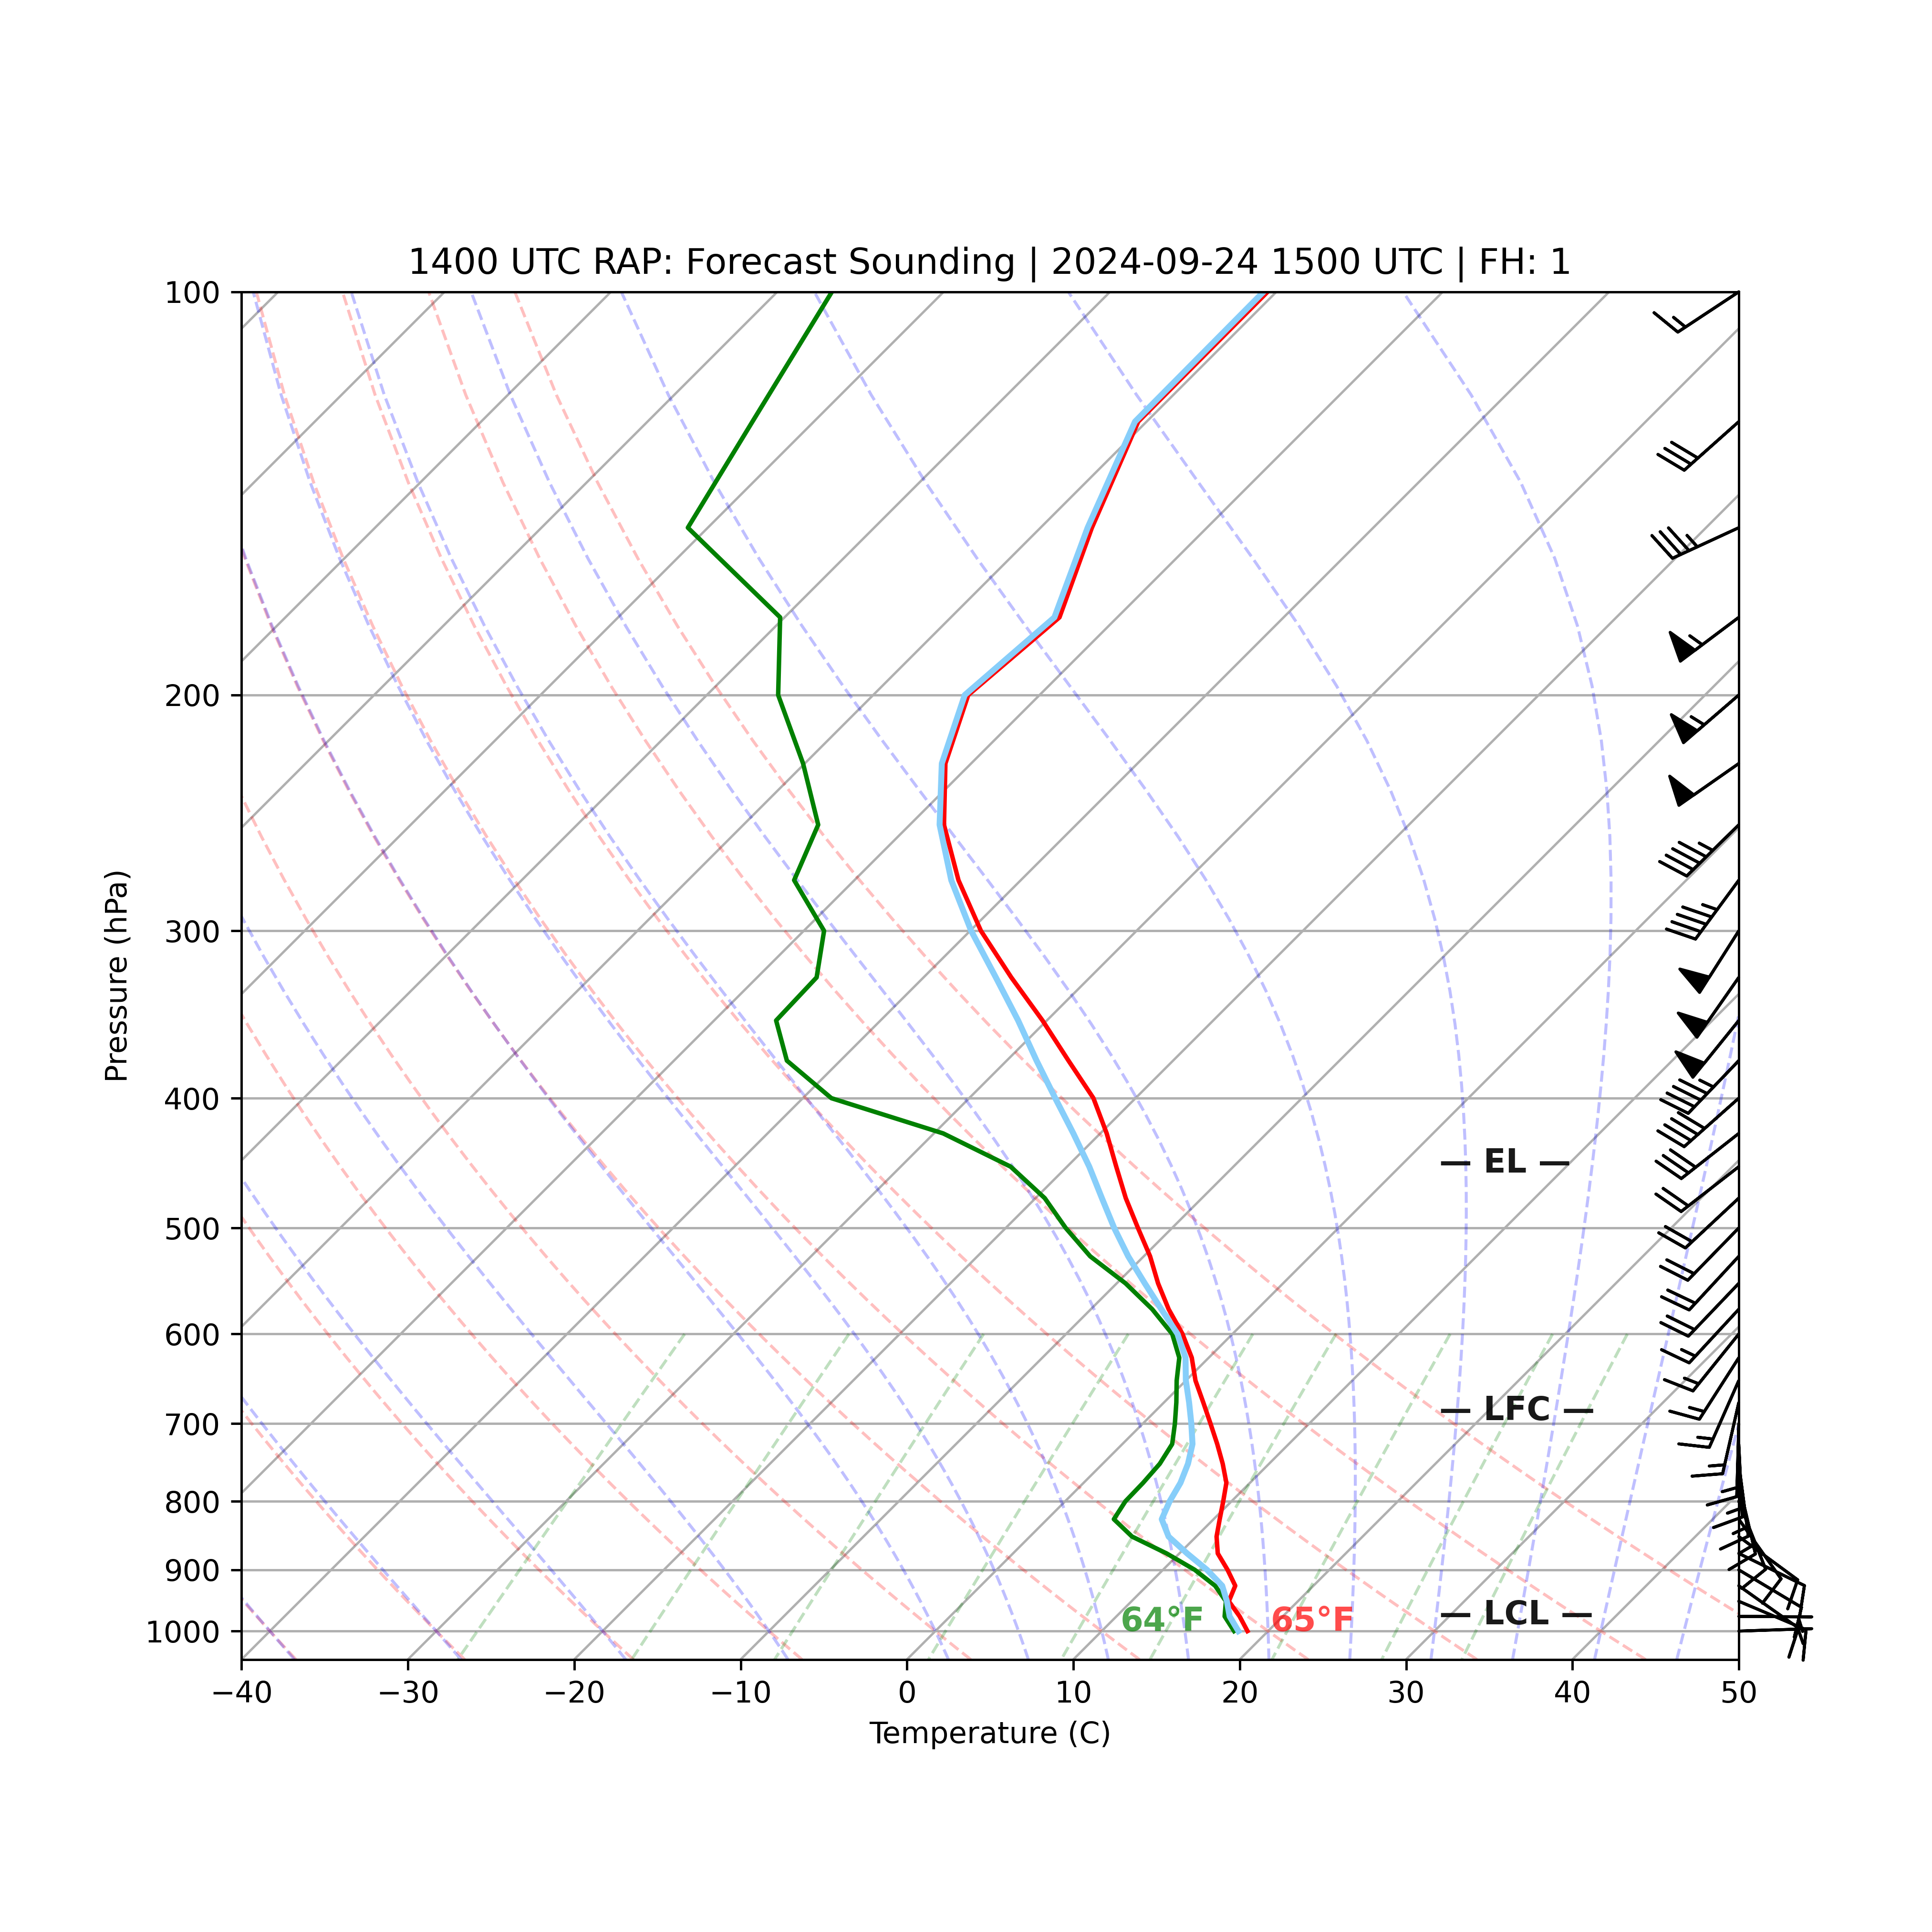 1400 UTC RAP: Forecast Sounding | 2024-09-24 1500 UTC | FH: 1
100
200
300
400
500
600
700
800
900
1000
Pressure (hPa)
— EL —
— LFC —
— LCL —
64°F 65°F
−40 −30 −20 −10 0 10 20 30 40 50
Temperature (C)